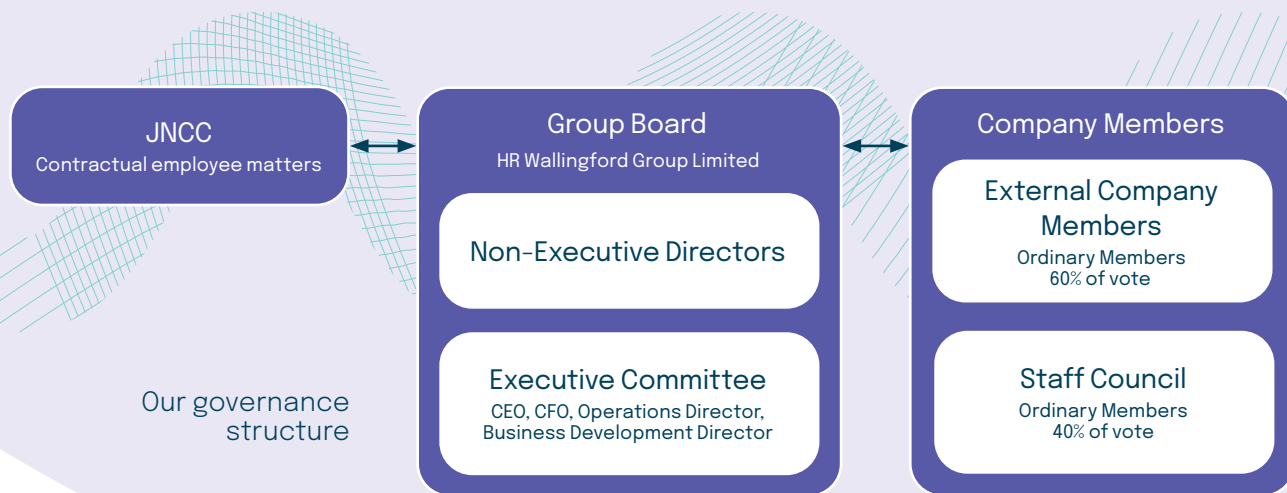 JNCC
Contractual employee matters
Group Board
HR Wallingford Group Limited
Non-Executive Directors
Executive Committee
CEO, CFO, Operations Director,
Business Development Director
Company Members
External Company
Members
Ordinary Members
60% of vote
Staff Council
Ordinary Members
40% of vote
Our governance
structure